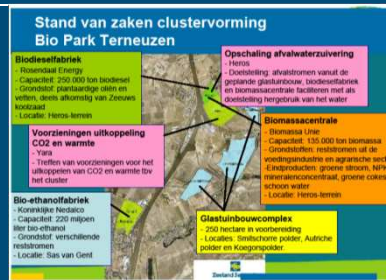 Stand van zaken clustervorming
Bio Park Terneuzen
Biodieselfabriek
- Rosendaal Energy
- Capaciteit: 250.000 ton biodiesel
- Grondstof: plantaardige oliën en
vetten, deels afkomstig van Zeeuws
koolzaad
- Locatie: Heros-terrein
Opschaling afvalwaterzuivering
- Heros
- Doelstelling: afvalstromen vanuit de
geplande glastuinbouw, biodieselfabriek
en biomassacentrale faciliteren met als
doelstelling hergebruik van het water
Voorzieningen uitkoppeling
CO2 en warmte
- Yara
- Treffen van voorzieningen voor het
uitkoppelen van CO2 en warmte tbv
het cluster
Biomassacentrale
- Biomassa Unie
- Capaciteit: 135.000 ton biomassa
- Grondstoffen: reststromen uit de
voedingsindustrie en agrarische sect
-Eindproducten: groene stroom, NPK
mineralenconcentraat, groene cokes
schoon water
- Locatie: Heros-terrein
Bio-ethanolfabriek
- Koninklijke Nedalco
- Capaciteit: 220 miljoen
liter bio-ethanol
- Grondstof: verschillende
reststromen
- Locatie: Sas van Gent
Glastuinbouwcomplex
- 250 hectare in voorbereiding
- Locaties: Smitschorre polder, Autriche
polder en Koegorspolder.
Zeeland Se